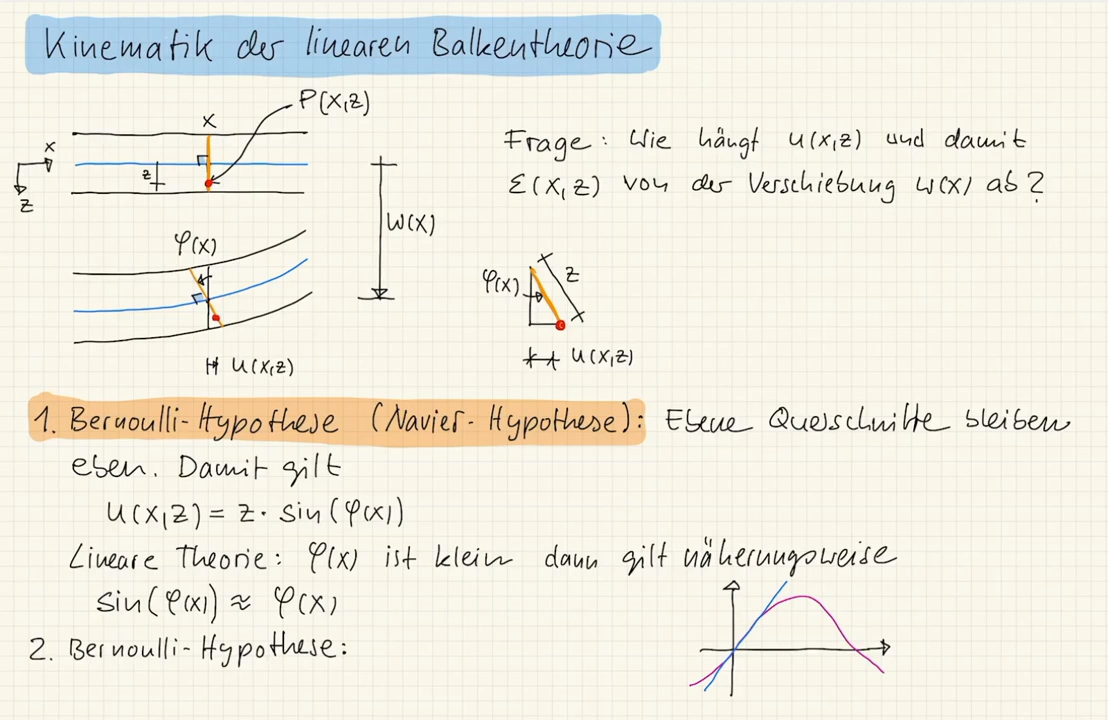 Kinematik der linearen Balkentheorie
P(x,z)
x
x
z
z
w(x)
φ(x)
u(x,z)
Frage: Wie hängt u(x,z) und damit
ε(x,z) von der Verschiebung w(x) ab?
φ(x)
z
u(x,z)
1. Bernoulli-Hypothese (Navier-Hypothese): Ebene Querschnitte bleiben
eben. Damit gilt
u(x,z) = z · sin(φ(x))
Lineare Theorie: φ(x) ist klein dann gilt näherungsweise
sin(φ(x)) ≈ φ(x)
2. Bernoulli-Hypothese: